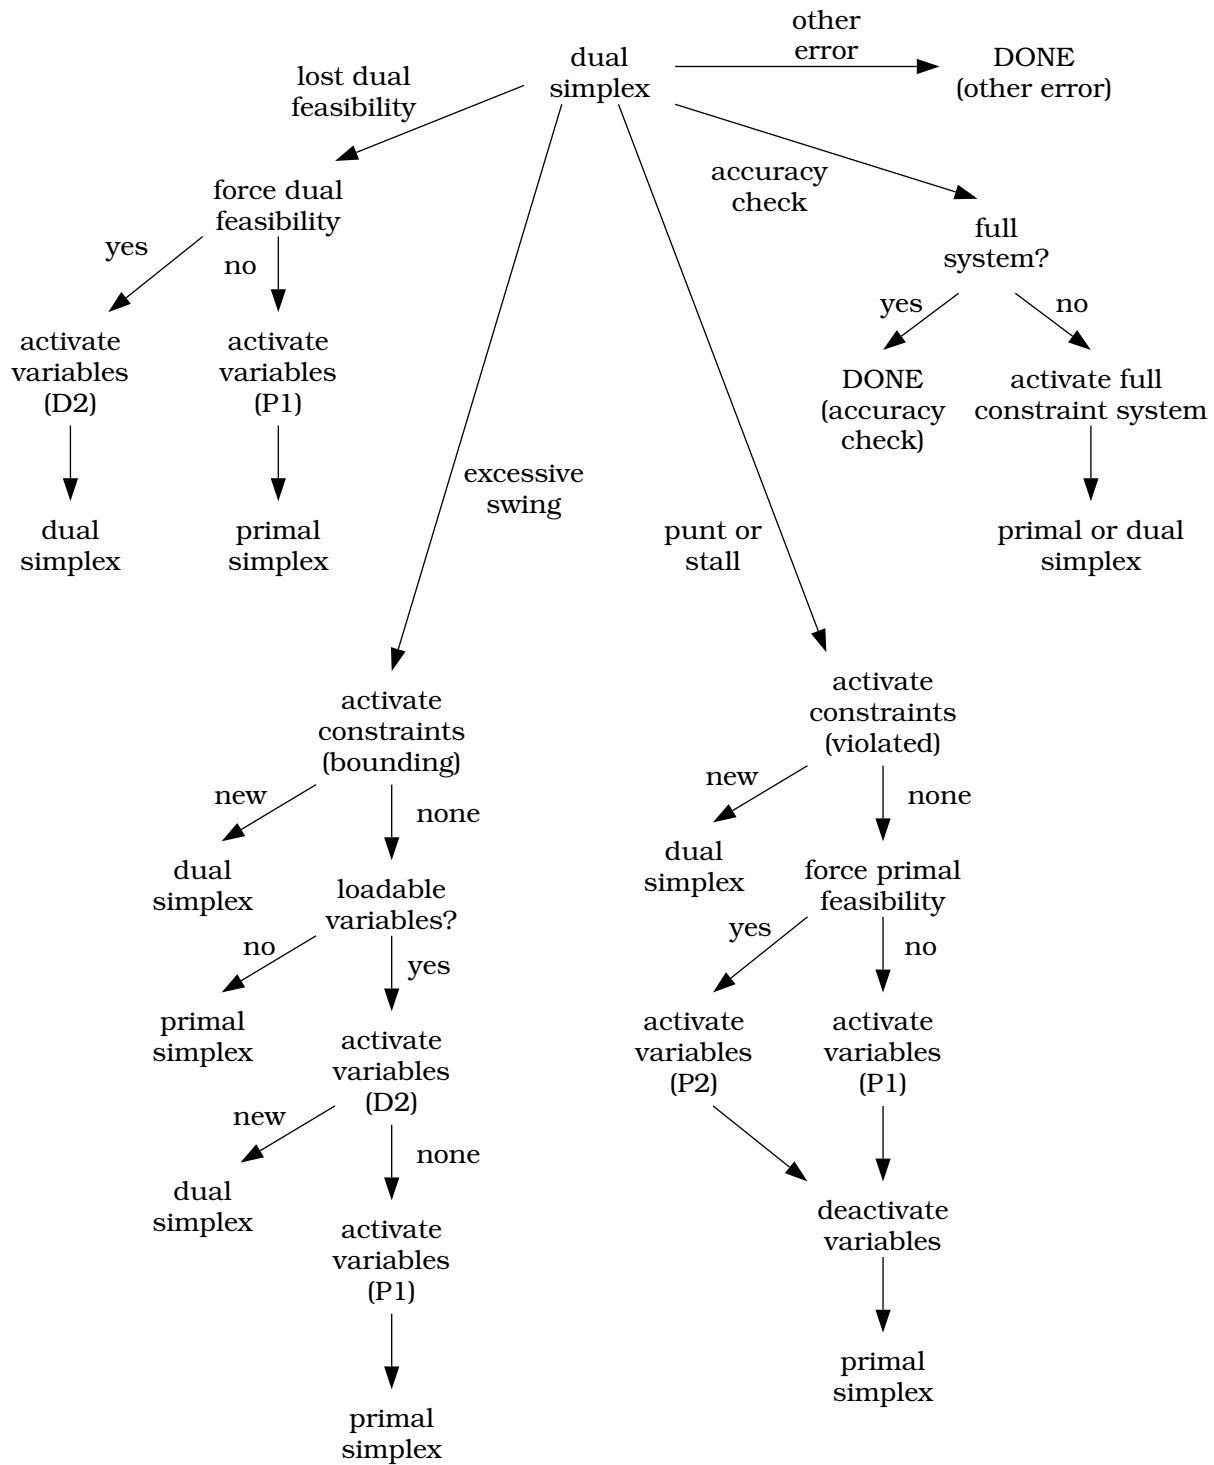 other
error
dual
simplex
DONE
(other error)
lost dual
feasibility
accuracy
check
force dual
feasibility
full
system?
yes
no
yes
no
activate
variables
(D2)
activate
variables
(P1)
DONE
(accuracy
check)
activate full
constraint system
excessive
swing
punt or
stall
dual
simplex
primal
simplex
primal or dual
simplex
activate
constraints
(bounding)
activate
constraints
(violated)
new
none
new
none
dual
simplex
loadable
variables?
dual
simplex
force primal
feasibility
no
yes
yes
no
primal
simplex
activate
variables
(D2)
activate
variables
(P2)
activate
variables
(P1)
new
none
dual
simplex
activate
variables
(P1)
deactivate
variables
primal
simplex
primal
simplex